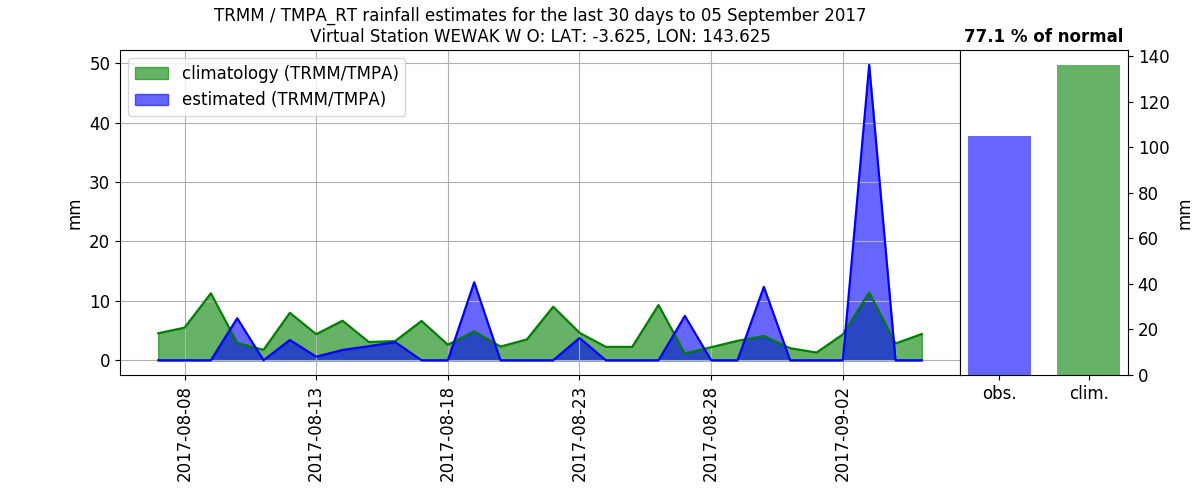 TRMM / TMPA_RT rainfall estimates for the last 30 days to 05 September 2017
Virtual Station WEWAK W O: LAT: -3.625, LON: 143.625
77.1 % of normal
climatology (TRMM/TMPA)
estimated (TRMM/TMPA)
mm
50
40
30
20
10
0
2017-08-08
2017-08-13
2017-08-18
2017-08-23
2017-08-28
2017-09-02
140
120
100
80
60
40
20
0
mm
obs.
clim.